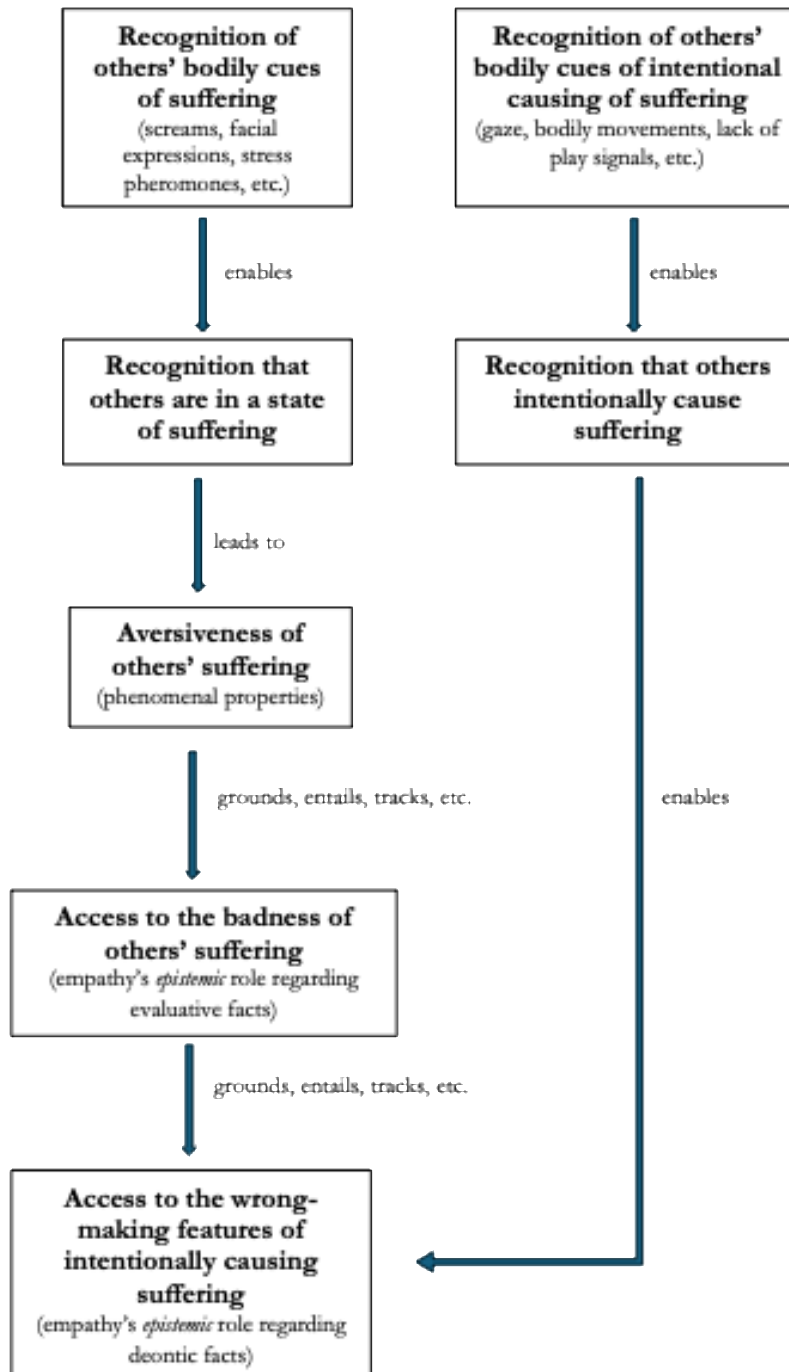 Recognition of
others’ bodily cues
of suffering
(screams, facial
expressions, stress
pheromones, etc.)
Recognition of others’
bodily cues of intentional
causing of suffering
(gaze, bodily movements, lack of
play signals, etc.)
enables
enables
Recognition that
others are in a state
of suffering
Recognition that others
intentionally cause
suffering
leads to
Aversiveness of
others’ suffering
(phenomenal properties)
grounds, entails, tracks, etc.
enables
Access to the badness of
others’ suffering
(empathy’s epistemic role regarding
evaluative facts)
grounds, entails, tracks, etc.
Access to the wrong-
making features of
intentionally causing
suffering
(empathy’s epistemic role regarding
deontic facts)